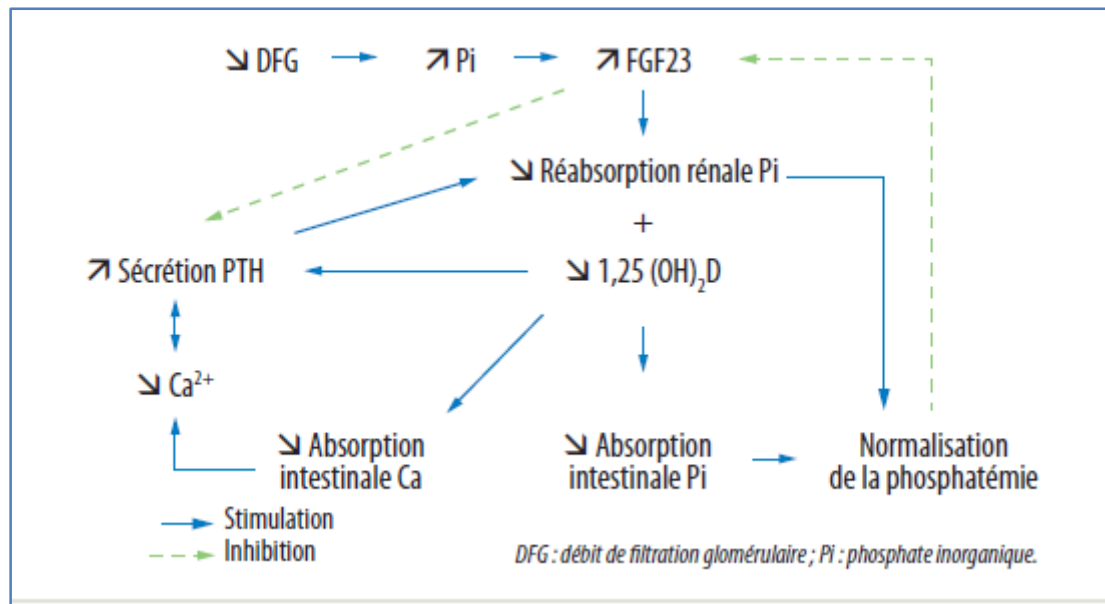 ↘ DFG
↗ Pi
↗ FGF23
↘ Réabsorption rénale Pi
+
↗ Sécrétion PTH
↘ 1,25 (OH)₂D
↘ Ca²⁺
↘ Absorption
intestinale Ca
↘ Absorption
intestinale Pi
Normalisation
de la phosphatémie
Stimulation
Inhibition
DFG : débit de filtration glomérulaire ; Pi : phosphate inorganique.